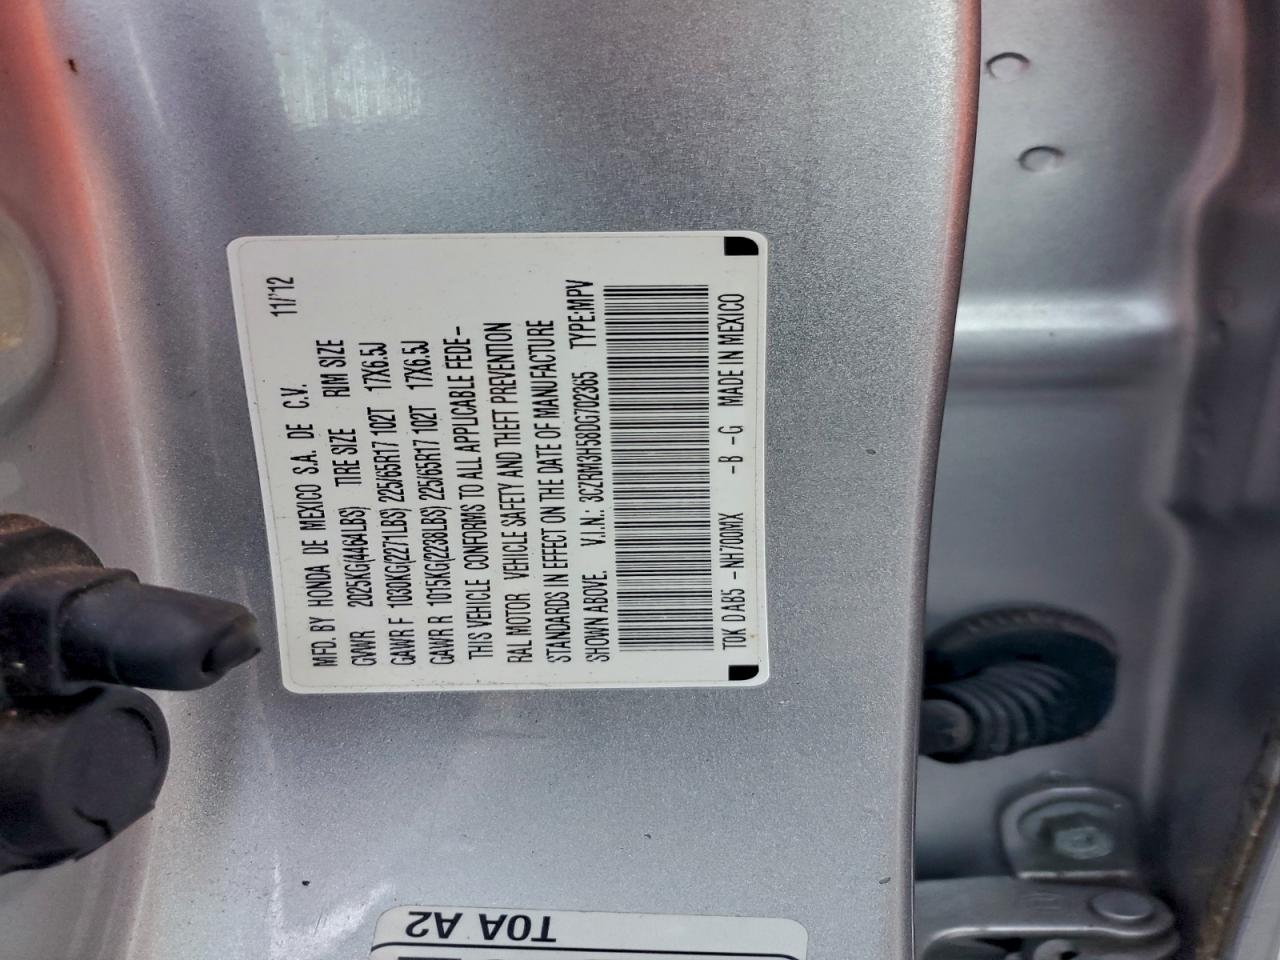 11/'12
MFD. BY HONDA DE MEXICO S.A. DE C.V.
GVWR 2025KG(4464LBS) TIRE SIZE RIM SIZE
GAWR F 1030KG(2271LBS) 225/65R17 102T 17X6.5J
GAWR R 1015KG(2238LBS) 225/65R17 102T 17X6.5J
THIS VEHICLE CONFORMS TO ALL APPLICABLE FEDE-
RAL MOTOR VEHICLE SAFETY AND THEFT PREVENTION
STANDARDS IN EFFECT ON THE DATE OF MANUFACTURE
SHOWN ABOVE. V.I.N.: 3CZRM3H58DG702365 TYPE:MPV
T0K D AB5 -NH700MX -B -G MADE IN MEXICO
T0A A2